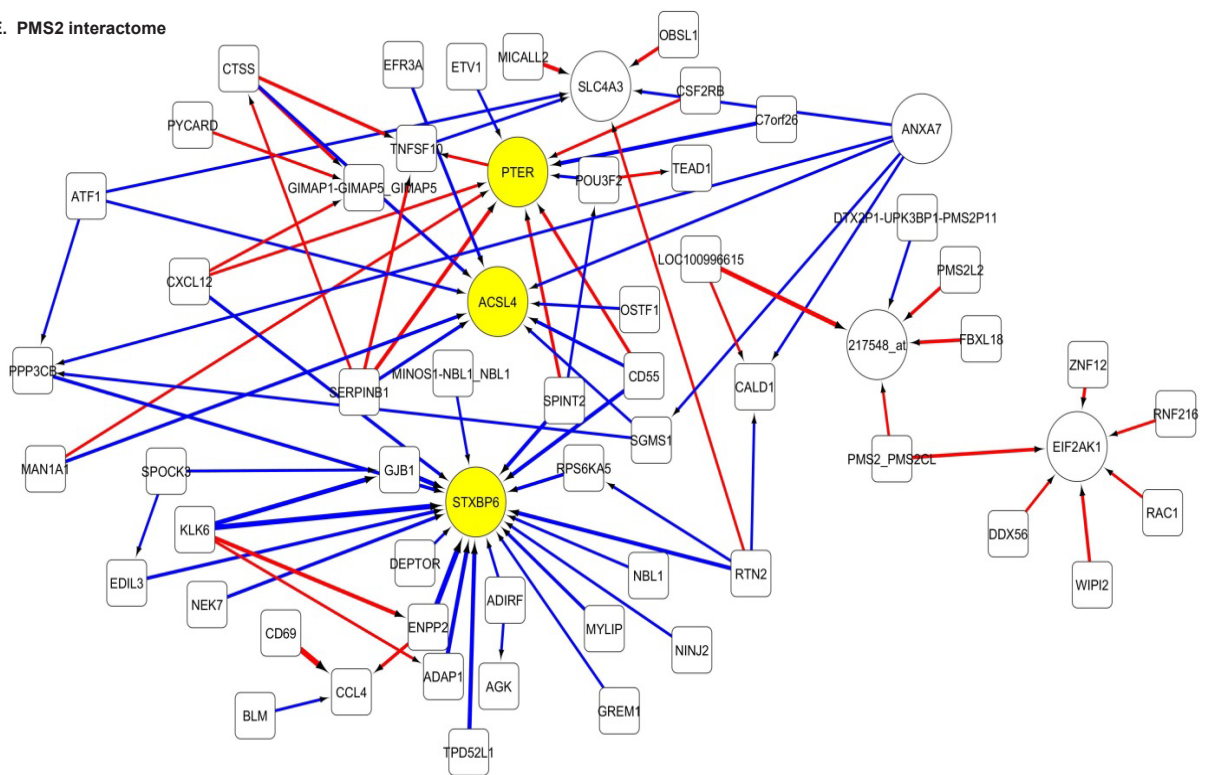 E. PMS2 interactome
OBSL1
MICALL2
EFR3A
ETV1
CTSS
SLC4A3
CSF2RB
C7orf26
ANXA7
PYCARD
TNFSF10
PTER
TEAD1
POU3F2
GIMAP1-GIMAP5_GIMAP5
ATF1
DTX2P1-UPK3BP1-PMS2P11
LOC100996615
PMS2L2
CXCL12
ACSL4
OSTF1
217548_at
FBXL18
PPP3CB
ZNF12
MINOS1-NBL1_NBL1
CD55
CALD1
SERPINB1
SPINT2
RNF216
SGMS1
EIF2AK1
MAN1A1
SPOCK3
GJB1
RPS6KA5
PMS2_PMS2CL
STXBP6
RAC1
KLK6
DDX56
DEPTOR
NBL1
RTN2
EDIL3
WIPI2
NEK7
ADIRF
ENPP2
MYLIP
CD69
NINJ2
ADAP1
AGK
CCL4
GREM1
BLM
TPD52L1